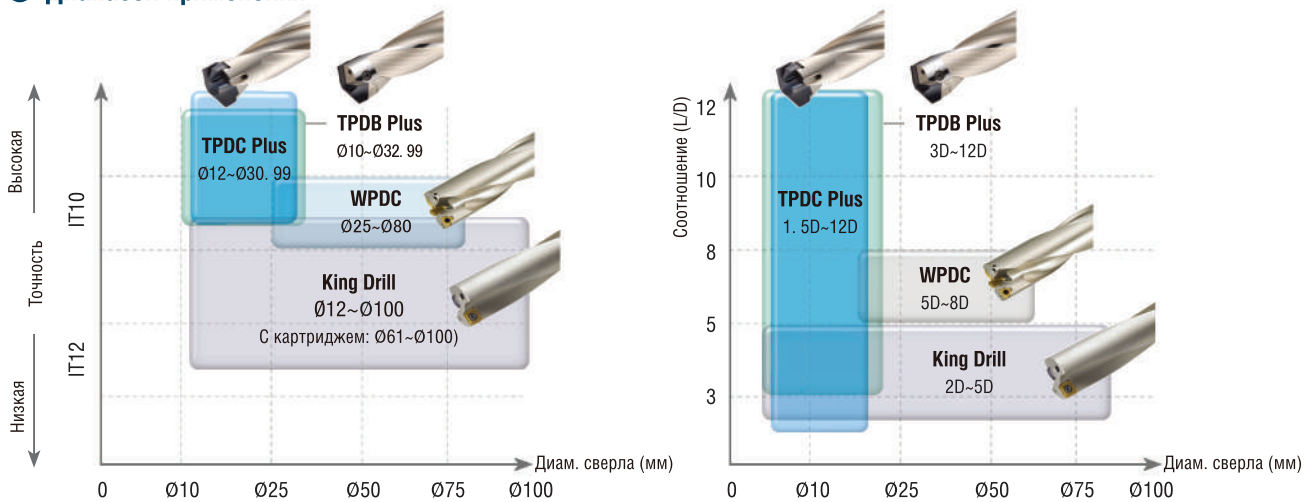 Высокая
Точность
Низкая
IT10
IT12
TPDC Plus
Ø12~Ø30. 99
TPDB Plus
Ø10~Ø32. 99
WPDC
Ø25~Ø80
King Drill
Ø12~Ø100
С картриджем: Ø61~Ø100)
Диам. сверла (мм)
0 Ø10 Ø25 Ø50 Ø75 Ø100
Соотношение (L/D)
12
10
8
5
3
TPDB Plus
3D~12D
TPDC Plus
1. 5D~12D
WPDC
5D~8D
King Drill
2D~5D
Диам. сверла (мм)
0 Ø10 Ø25 Ø50 Ø75 Ø100